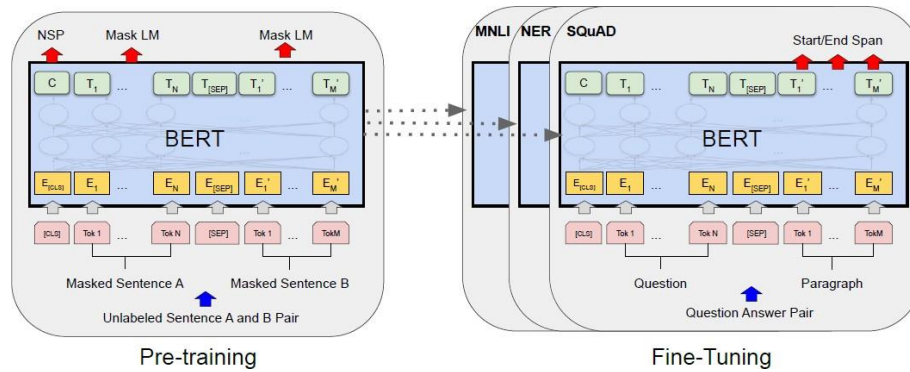 NSP Mask LM Mask LM
C T1 ... TN T[SEP] T1' ... TM'
BERT
E[CLS] E1 ... EN E[SEP] E1' ... EM'
[CLS] Tok 1 ... Tok N [SEP] Tok 1 ... TokM
Masked Sentence A Masked Sentence B
Unlabeled Sentence A and B Pair
Pre-training
MNLI NER SQuAD
Start/End Span
C T1 ... TN T[SEP] T1' ... TM'
BERT
E[CLS] E1 ... EN E[SEP] E1' ... EM'
[CLS] Tok 1 ... Tok N [SEP] Tok 1 ... TokM
Question Paragraph
Question Answer Pair
Fine-Tuning